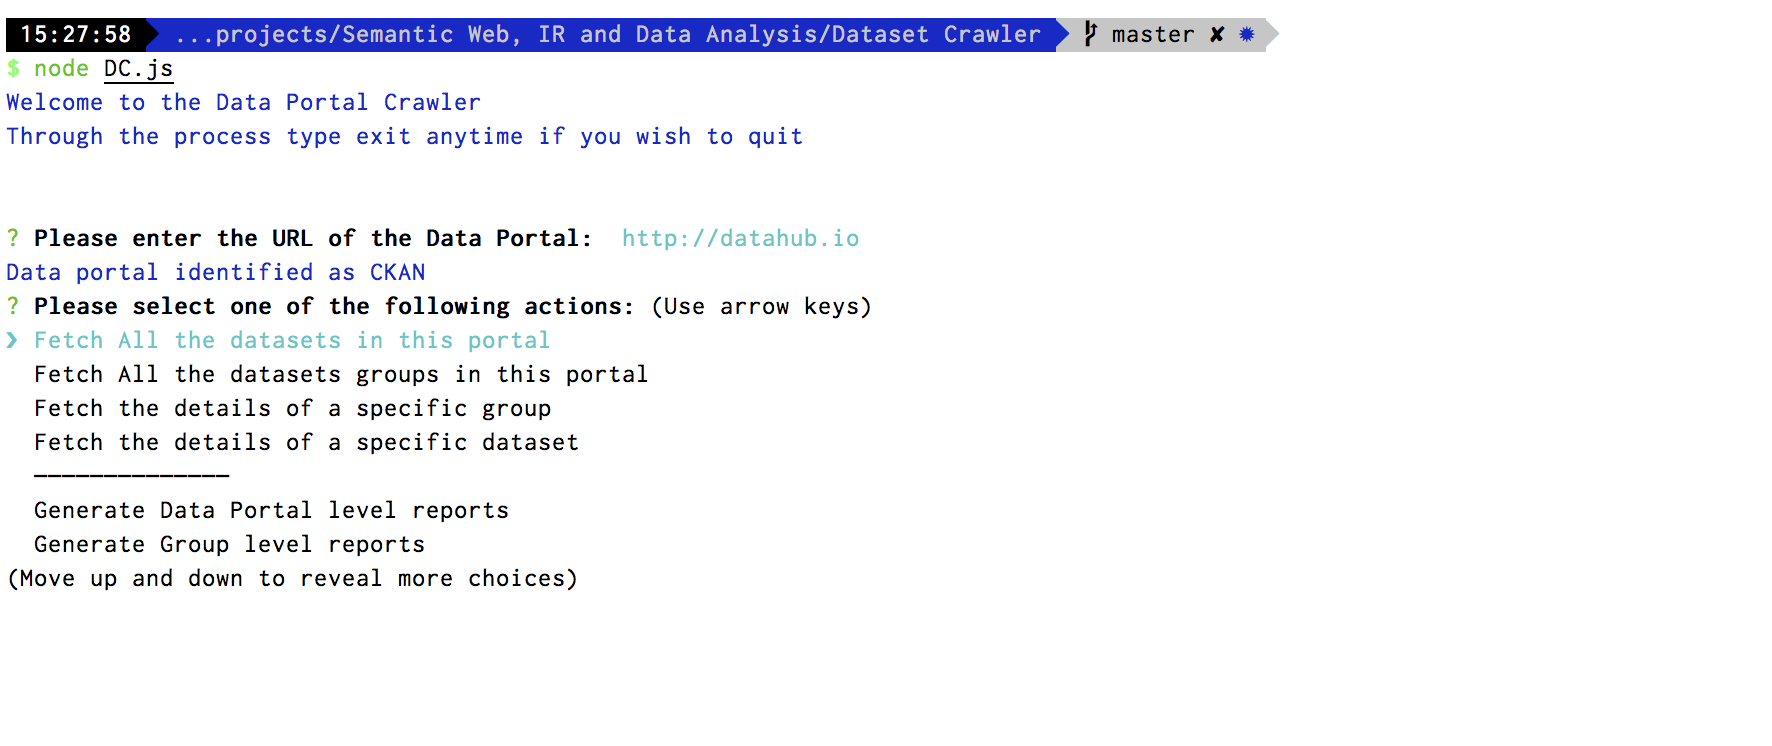 15:27:58 ...projects/Semantic Web, IR and Data Analysis/Dataset Crawler master ✘ ✹
$ node DC.js
Welcome to the Data Portal Crawler
Through the process type exit anytime if you wish to quit
? Please enter the URL of the Data Portal: http://datahub.io
Data portal identified as CKAN
? Please select one of the following actions: (Use arrow keys)
❯ Fetch All the datasets in this portal
Fetch All the datasets groups in this portal
Fetch the details of a specific group
Fetch the details of a specific dataset
──────────────
Generate Data Portal level reports
Generate Group level reports
(Move up and down to reveal more choices)